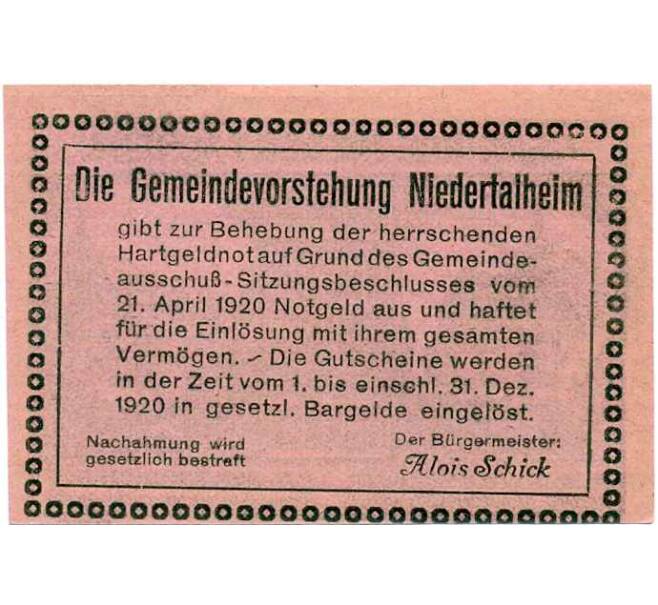 Die Gemeindevorstehung Niedertalheim
gibt zur Behebung der herrschenden
Hartgeldnot auf Grund des Gemeinde-
ausschuß-Sitzungsbeschlusses vom
21. April 1920 Notgeld aus und haftet
für die Einlösung mit ihrem gesamten
Vermögen. – Die Gutscheine werden
in der Zeit vom 1. bis einschl. 31. Dez.
1920 in gesetzl. Bargelde eingelöst.
Nachahmung wird
gesetzlich bestraft
Der Bürgermeister:
Alois Schick